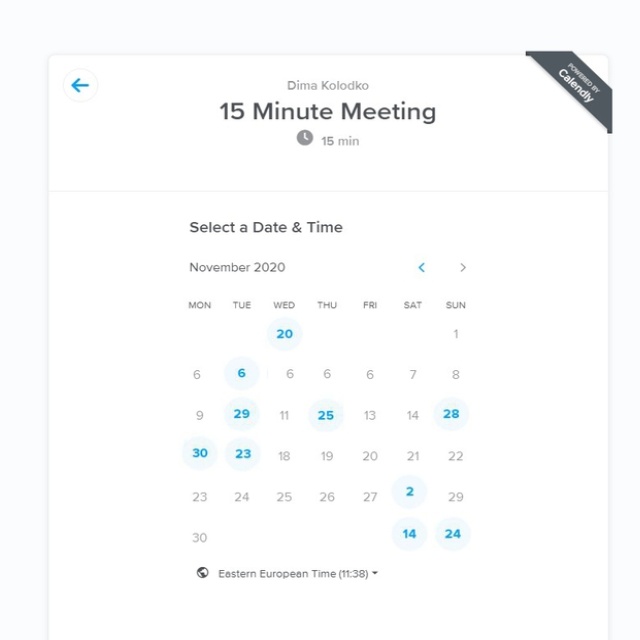 POWERED BY
Calendly
Dima Kolodko
15 Minute Meeting
15 min
Select a Date & Time
November 2020
MON TUE WED THU FRI SAT SUN
20 1
6 6 6 6 6 7 8
9 29 11 25 13 14 28
30 23 18 19 20 21 22
23 24 25 26 27 2 29
30 14 24
Eastern European Time (11:38)